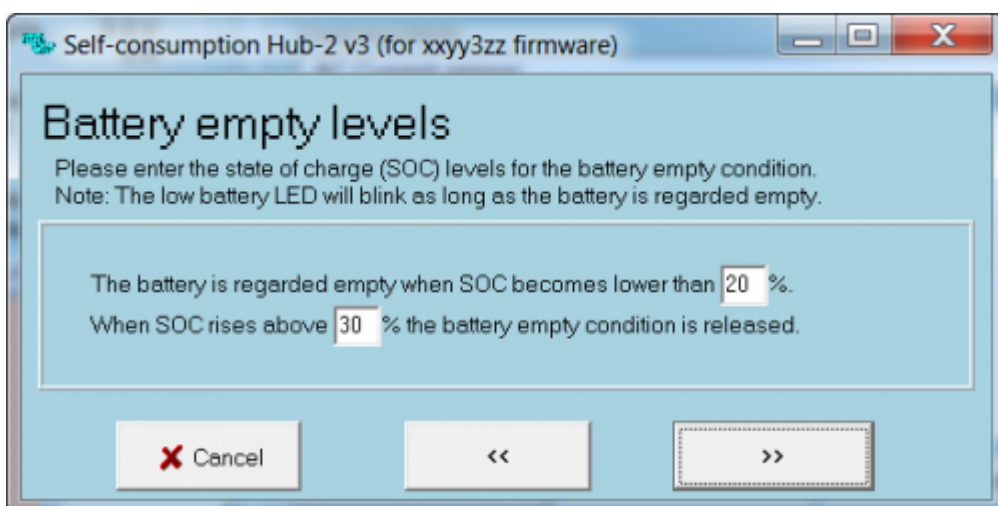 Self-consumption Hub-2 v3 (for xxyy3zz firmware)
Battery empty levels
Please enter the state of charge (SOC) levels for the battery empty condition.
Note: The low battery LED will blink as long as the battery is regarded empty.
The battery is regarded empty when SOC becomes lower than 20 %.
When SOC rises above 30 % the battery empty condition is released.
Cancel << >>